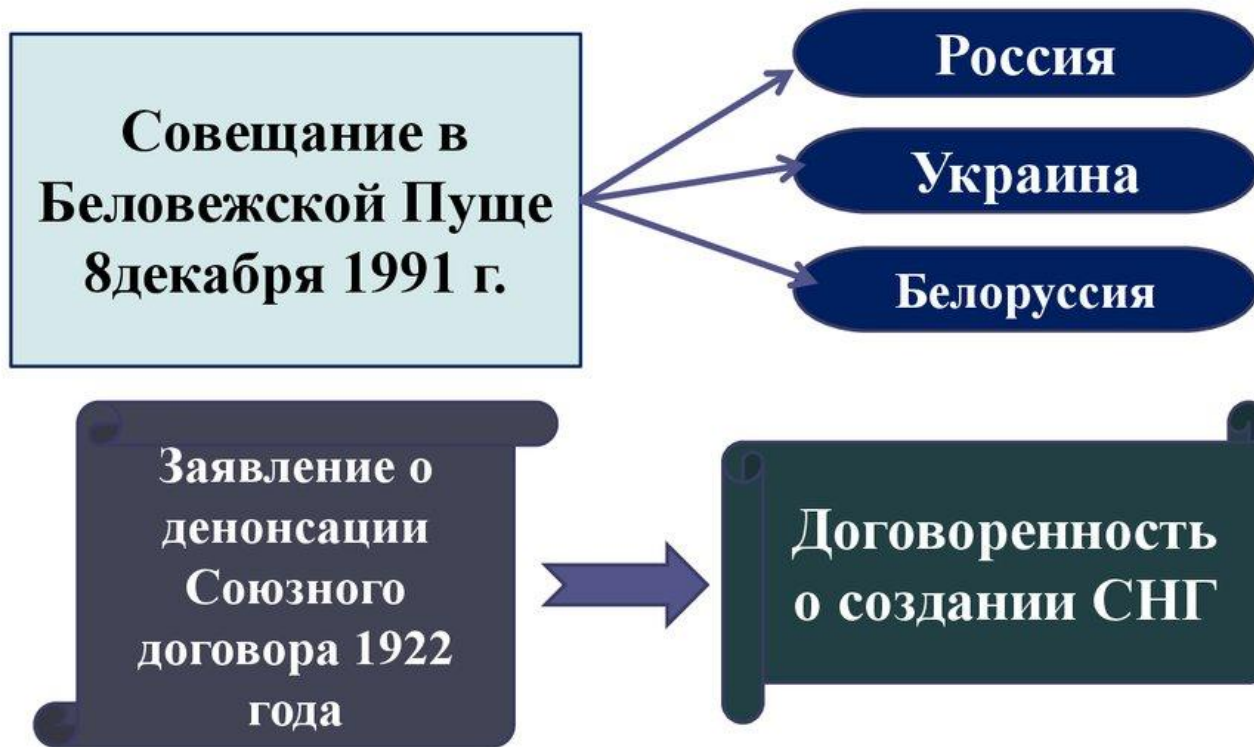 Совещание в
Беловежской Пуще
8декабря 1991 г.
Россия
Украина
Белоруссия
Заявление о
денонсации
Союзного
договора 1922
года
Договоренность
о создании СНГ